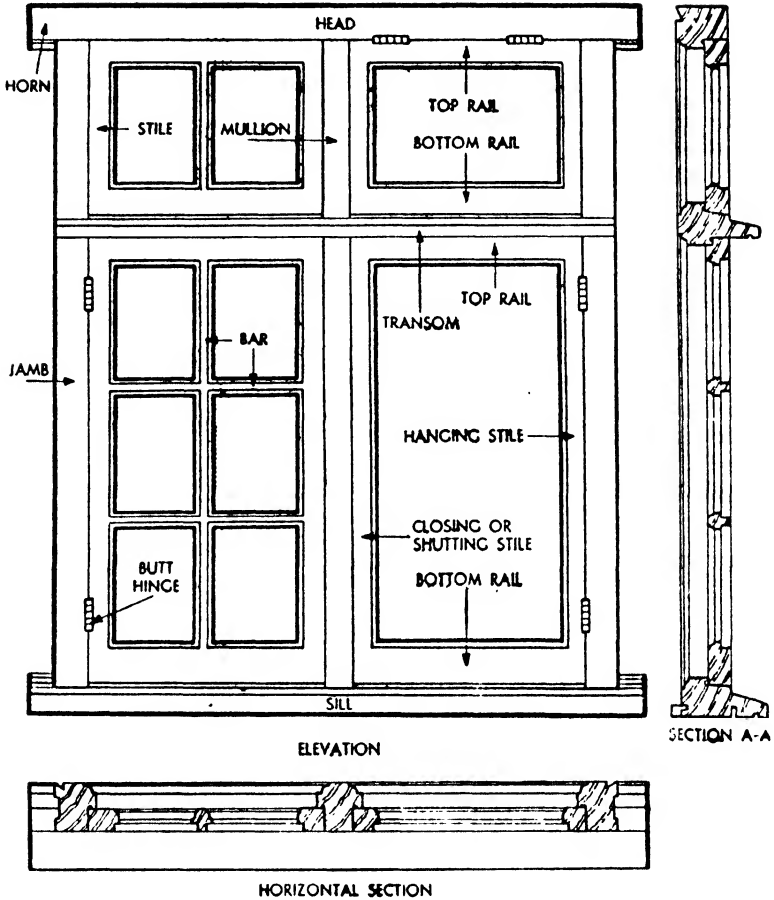 HEAD
HORN
STILE
MULLION
TOP RAIL
BOTTOM RAIL
TOP RAIL
TRANSOM
BAR
JAMB
HANGING STILE
CLOSING OR
SHUTTING STILE
BUTT
HINGE
BOTTOM RAIL
SILL
SECTION A-A
ELEVATION
HORIZONTAL SECTION